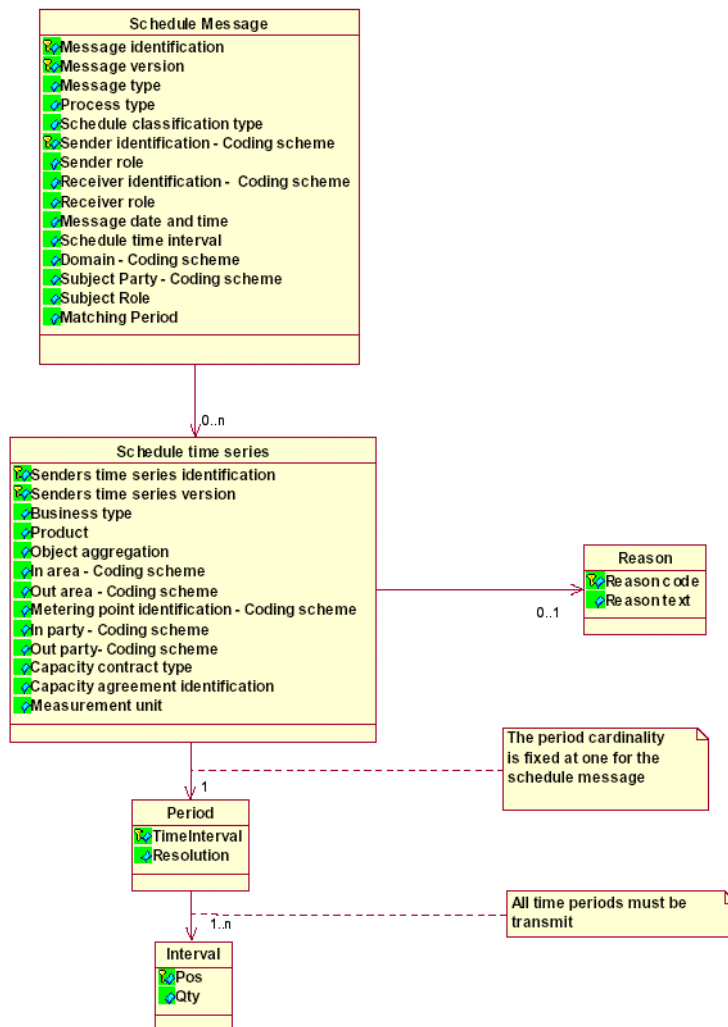 Schedule Message
Message identification
Message version
Message type
Process type
Schedule classification type
Sender identification - Coding scheme
Sender role
Receiver identification - Coding scheme
Receiver role
Message date and time
Schedule time interval
Domain - Coding scheme
Subject Party - Coding scheme
Subject Role
Matching Period
0..n
Schedule time series
Senders time series identification
Senders time series version
Business type
Product
Object aggregation
In area - Coding scheme
Out area - Coding scheme
Metering point identification - Coding scheme
In party - Coding scheme
Out party- Coding scheme
Capacity contract type
Capacity agreement identification
Measurement unit
Reason
Reason code
Reason text
0..1
The period cardinality
is fixed at one for the
schedule message
1
Period
TimeInterval
Resolution
All time periods must be
transmit
1..n
Interval
Pos
Qty